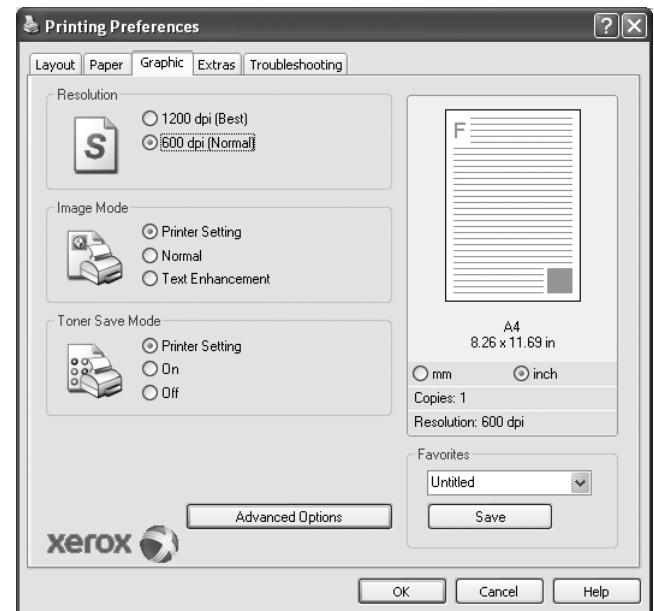 Printing Preferences
Layout Paper Graphic Extras Troubleshooting
Resolution
S
1200 dpi (Best)
600 dpi (Normal)
Image Mode
Printer Setting
Normal
Text Enhancement
Toner Save Mode
Printer Setting
On
Off
Advanced Options
xerox
F
A4
8.26 x 11.69 in
mm inch
Copies: 1
Resolution: 600 dpi
Favorites
Untitled
Save
OK Cancel Help